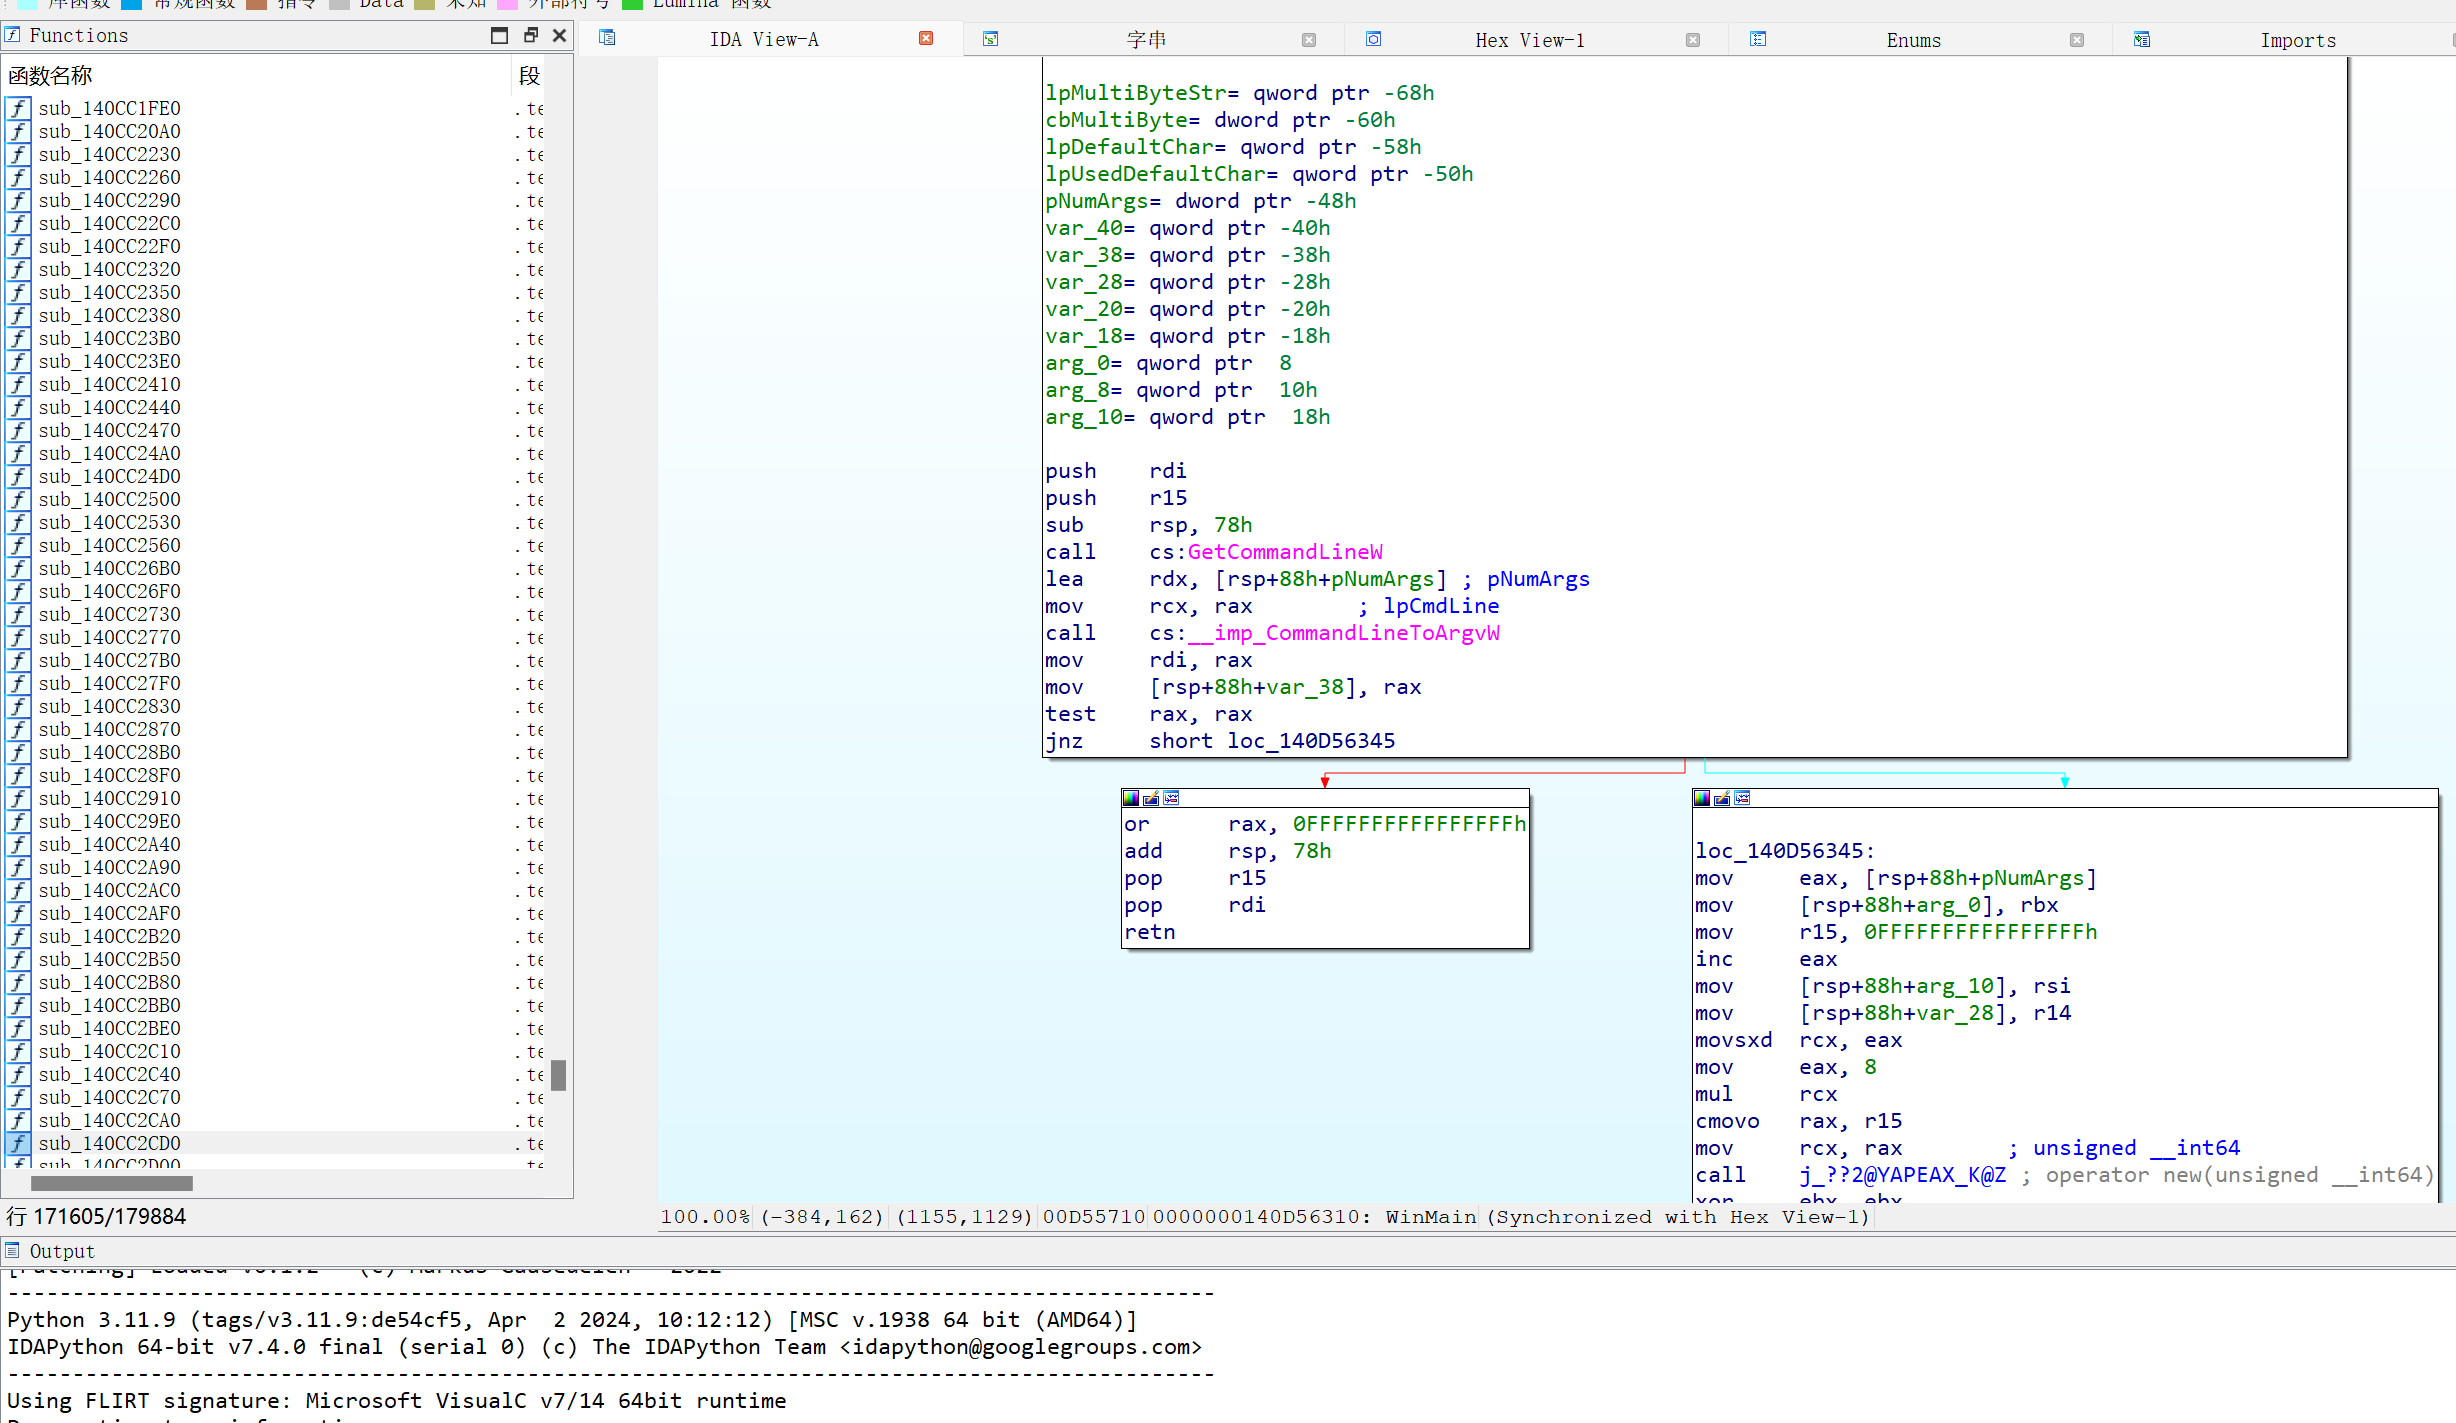 库函数 常规函数 指令 Data 未知 外部符号 Lumina 函数
Functions
函数名称 段
sub_140CC1FE0 .te
sub_140CC20A0 .te
sub_140CC2230 .te
sub_140CC2260 .te
sub_140CC2290 .te
sub_140CC22C0 .te
sub_140CC22F0 .te
sub_140CC2320 .te
sub_140CC2350 .te
sub_140CC2380 .te
sub_140CC23B0 .te
sub_140CC23E0 .te
sub_140CC2410 .te
sub_140CC2440 .te
sub_140CC2470 .te
sub_140CC24A0 .te
sub_140CC24D0 .te
sub_140CC2500 .te
sub_140CC2530 .te
sub_140CC2560 .te
sub_140CC26B0 .te
sub_140CC26F0 .te
sub_140CC2730 .te
sub_140CC2770 .te
sub_140CC27B0 .te
sub_140CC27F0 .te
sub_140CC2830 .te
sub_140CC2870 .te
sub_140CC28B0 .te
sub_140CC28F0 .te
sub_140CC2910 .te
sub_140CC29E0 .te
sub_140CC2A40 .te
sub_140CC2A90 .te
sub_140CC2AC0 .te
sub_140CC2AF0 .te
sub_140CC2B20 .te
sub_140CC2B50 .te
sub_140CC2B80 .te
sub_140CC2BB0 .te
sub_140CC2BE0 .te
sub_140CC2C10 .te
sub_140CC2C40 .te
sub_140CC2C70 .te
sub_140CC2CA0 .te
sub_140CC2CD0 .te
sub_140CC2D00 .te
行 171605/179884
IDA View-A 字串 Hex View-1 Enums Imports
lpMultiByteStr= qword ptr -68h
cbMultiByte= dword ptr -60h
lpDefaultChar= qword ptr -58h
lpUsedDefaultChar= qword ptr -50h
pNumArgs= dword ptr -48h
var_40= qword ptr -40h
var_38= qword ptr -38h
var_28= qword ptr -28h
var_20= qword ptr -20h
var_18= qword ptr -18h
arg_0= qword ptr  8
arg_8= qword ptr  10h
arg_10= qword ptr  18h
push    rdi
push    r15
sub     rsp, 78h
call    cs:GetCommandLineW
lea     rdx, [rsp+88h+pNumArgs] ; pNumArgs
mov     rcx, rax        ; lpCmdLine
call    cs:__imp_CommandLineToArgvW
mov     rdi, rax
mov     [rsp+88h+var_38], rax
test    rax, rax
jnz     short loc_140D56345
or      rax, 0FFFFFFFFFFFFFFFFh
add     rsp, 78h
pop     r15
pop     rdi
retn
loc_140D56345:
mov     eax, [rsp+88h+pNumArgs]
mov     [rsp+88h+arg_0], rbx
mov     r15, 0FFFFFFFFFFFFFFFFh
inc     eax
mov     [rsp+88h+arg_10], rsi
mov     [rsp+88h+var_28], r14
movsxd  rcx, eax
mov     eax, 8
mul     rcx
cmovo   rax, r15
mov     rcx, rax        ; unsigned __int64
call    j_??2@YAPEAX_K@Z ; operator new(unsigned __int64)
xor     ebx, ebx
100.00% (-384,162) (1155,1129) 00D55710 0000000140D56310: WinMain (Synchronized with Hex View-1)
Output
[Patching] Loaded v0.1.2 - (c) Markus Gaasedelen - 2022
---------------------------------------------------------------------------------------------
Python 3.11.9 (tags/v3.11.9:de54cf5, Apr  2 2024, 10:12:12) [MSC v.1938 64 bit (AMD64)]
IDAPython 64-bit v7.4.0 final (serial 0) (c) The IDAPython Team <idapython@googlegroups.com>
---------------------------------------------------------------------------------------------
Using FLIRT signature: Microsoft VisualC v7/14 64bit runtime